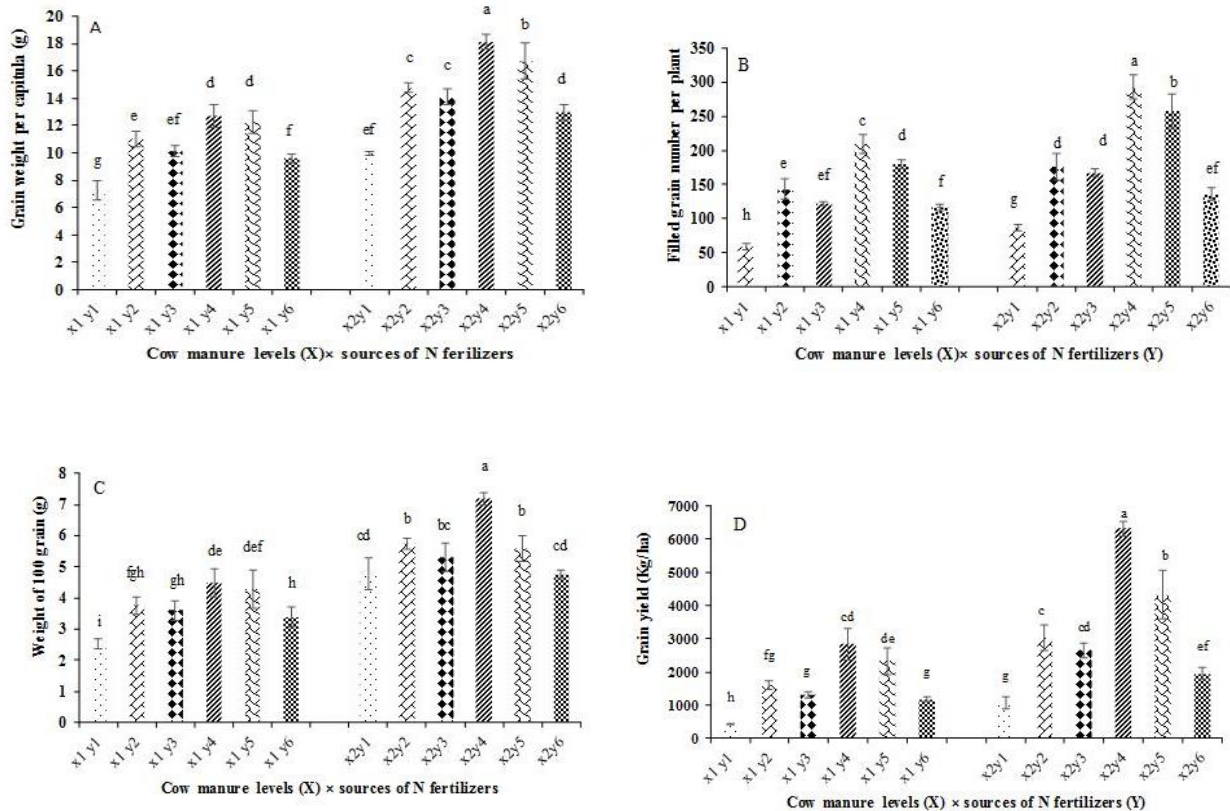 A
Grain weight per capitula (g)
20
18
16
14
12
10
8
6
4
2
0
g
e
ef
d
d
f
ef
c
c
a
b
d
x1 y1
x1 y2
x1 y3
x1 y4
x1 y5
x1 y6
x2y1
x2y2
x2y3
x2y4
x2y5
x2y6
Cow manure levels (X)× sources of N ferilizers
B
Filled grain number per plant
350
300
250
200
150
100
50
0
h
e
ef
c
d
f
g
d
d
a
b
ef
x1 y1
x1 y2
x1 y3
x1 y4
x1 y5
x1 y6
x2y1
x2y2
x2y3
x2y4
x2y5
x2y6
Cow manure levels (X)× sources of N fertilizers (Y)
C
Weight of 100 grain (g)
8
7
6
5
4
3
2
1
0
i
fgh
gh
de
def
h
cd
b
bc
a
b
cd
x1 y1
x1 y2
x1 y3
x1 y4
x1 y5
x1 y6
x2y1
x2y2
x2y3
x2y4
x2y5
x2y6
Cow manure levels (X) × sources of N fertilizers
D
Grain yield (Kg/ha)
7000
6000
5000
4000
3000
2000
1000
0
h
fg
g
cd
de
g
g
c
cd
a
b
ef
x1 y1
x1 y2
x1 y3
x1 y4
x1 y5
x1 y6
x2y1
x2y2
x2y3
x2y4
x2y5
x2y6
Cow manure levels (X) × sources of N fertilizers (Y)